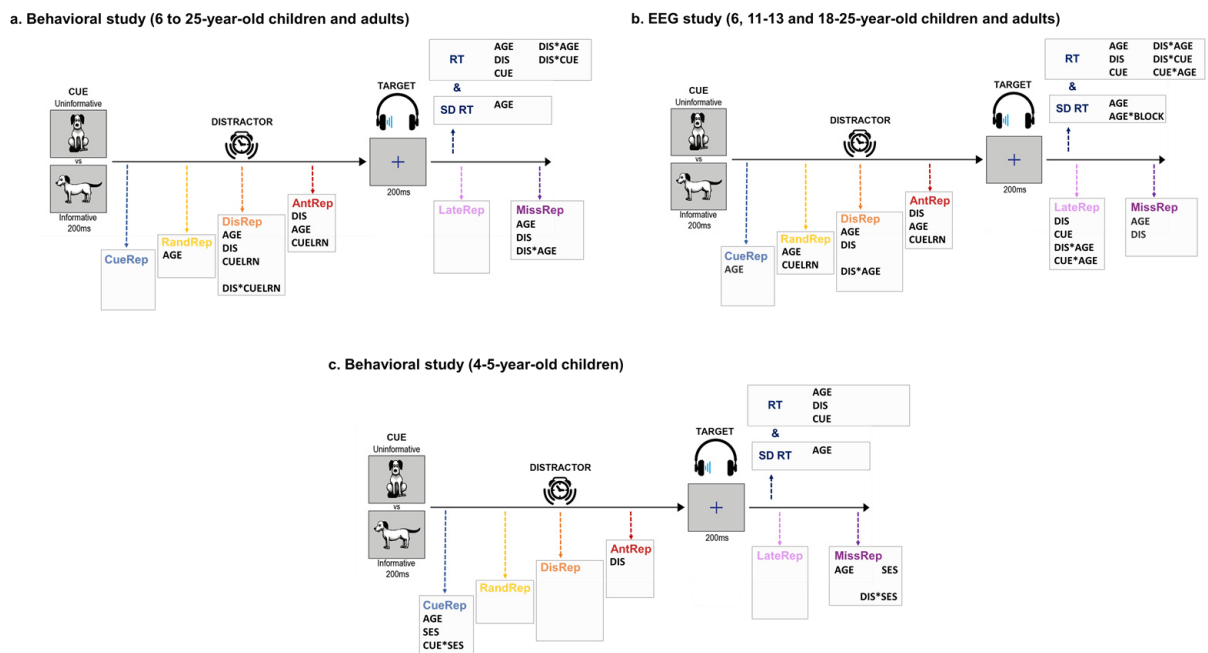 a. Behavioral study (6 to 25-year-old children and adults)
CUE
Uninformative
vs
Informative
200ms
DISTRACTOR
TARGET
200ms
RT
AGE DIS*AGE
DIS DIS*CUE
CUE
&
SD RT AGE
CueRep
RandRep
AGE
DisRep
AGE
DIS
CUELRN
DIS*CUELRN
AntRep
DIS
AGE
CUELRN
LateRep
MissRep
AGE
DIS
DIS*AGE
b. EEG study (6, 11-13 and 18-25-year-old children and adults)
CUE
Uninformative
vs
Informative
200ms
DISTRACTOR
TARGET
200ms
RT
AGE DIS*AGE
DIS DIS*CUE
CUE CUE*AGE
&
SD RT
AGE
AGE*BLOCK
CueRep
AGE
RandRep
AGE
CUELRN
DisRep
AGE
DIS
DIS*AGE
AntRep
DIS
AGE
CUELRN
LateRep
DIS
CUE
DIS*AGE
CUE*AGE
MissRep
AGE
DIS
c. Behavioral study (4-5-year-old children)
CUE
Uninformative
vs
Informative
200ms
DISTRACTOR
TARGET
200ms
RT
AGE
DIS
CUE
&
SD RT AGE
CueRep
AGE
SES
CUE*SES
RandRep
DisRep
AntRep
DIS
LateRep
MissRep
AGE SES
DIS*SES